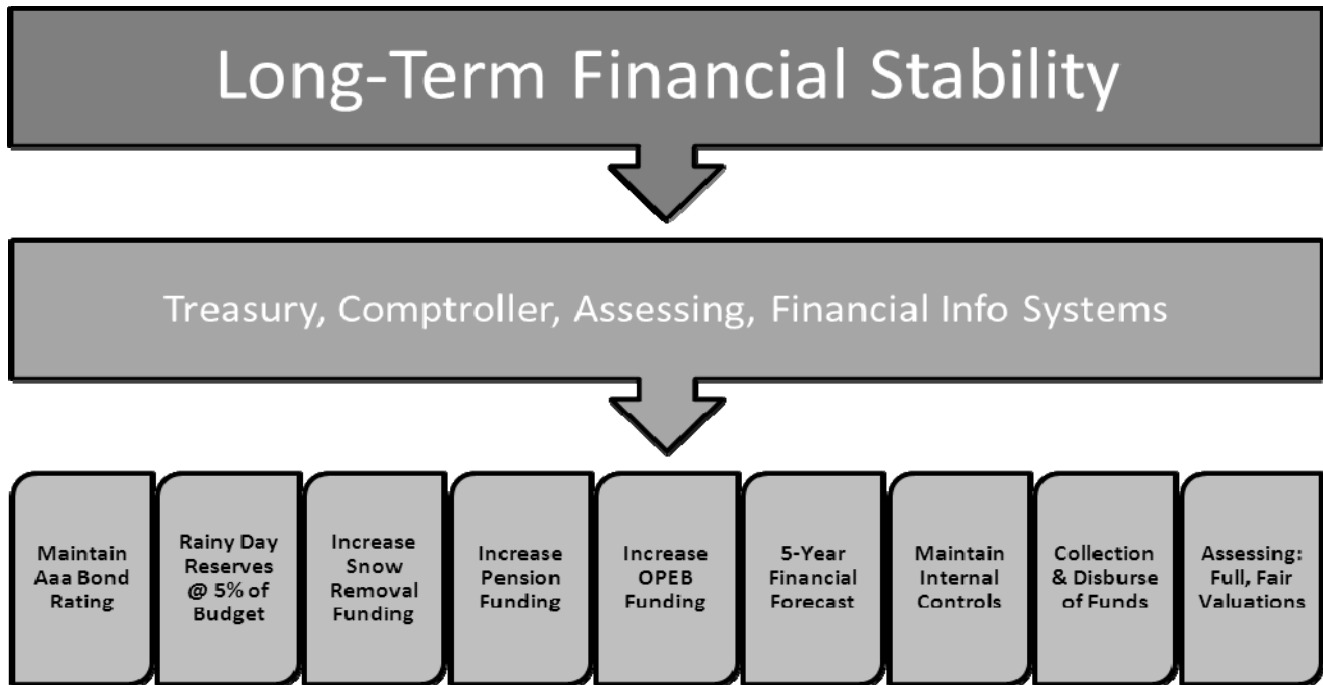 Long-Term Financial Stability
Treasury, Comptroller, Assessing, Financial Info Systems
Maintain
Aaa Bond
Rating
Rainy Day
Reserves
@ 5% of
Budget
Increase
Snow
Removal
Funding
Increase
Pension
Funding
Increase
OPEB
Funding
5-Year
Financial
Forecast
Maintain
Internal
Controls
Collection
& Disburse
of Funds
Assessing:
Full, Fair
Valuations